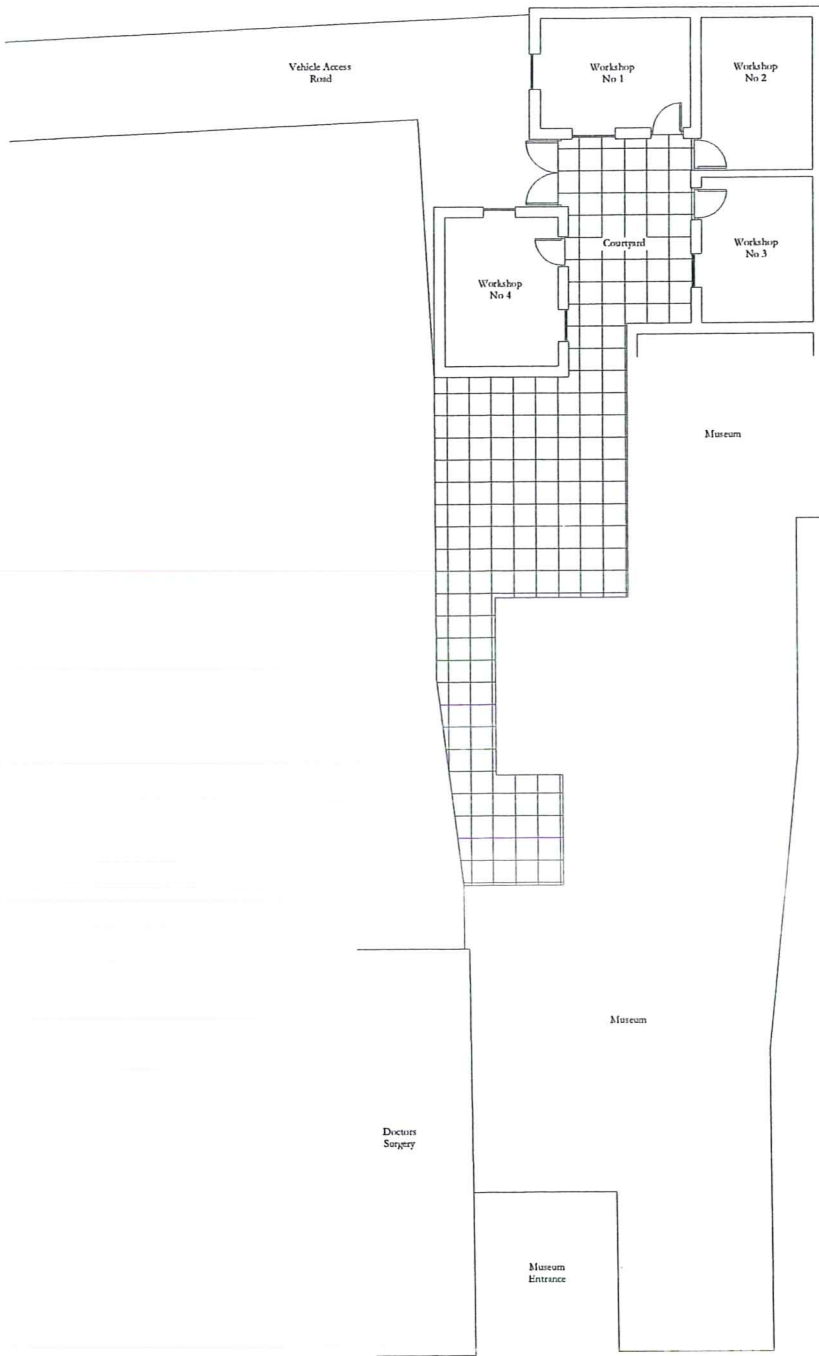 Vehicle Access
Road
Workshop
No 1
Workshop
No 2
Courtyard
Workshop
No 3
Workshop
No 4
Museum
Museum
Doctors
Surgery
Museum
Entrance